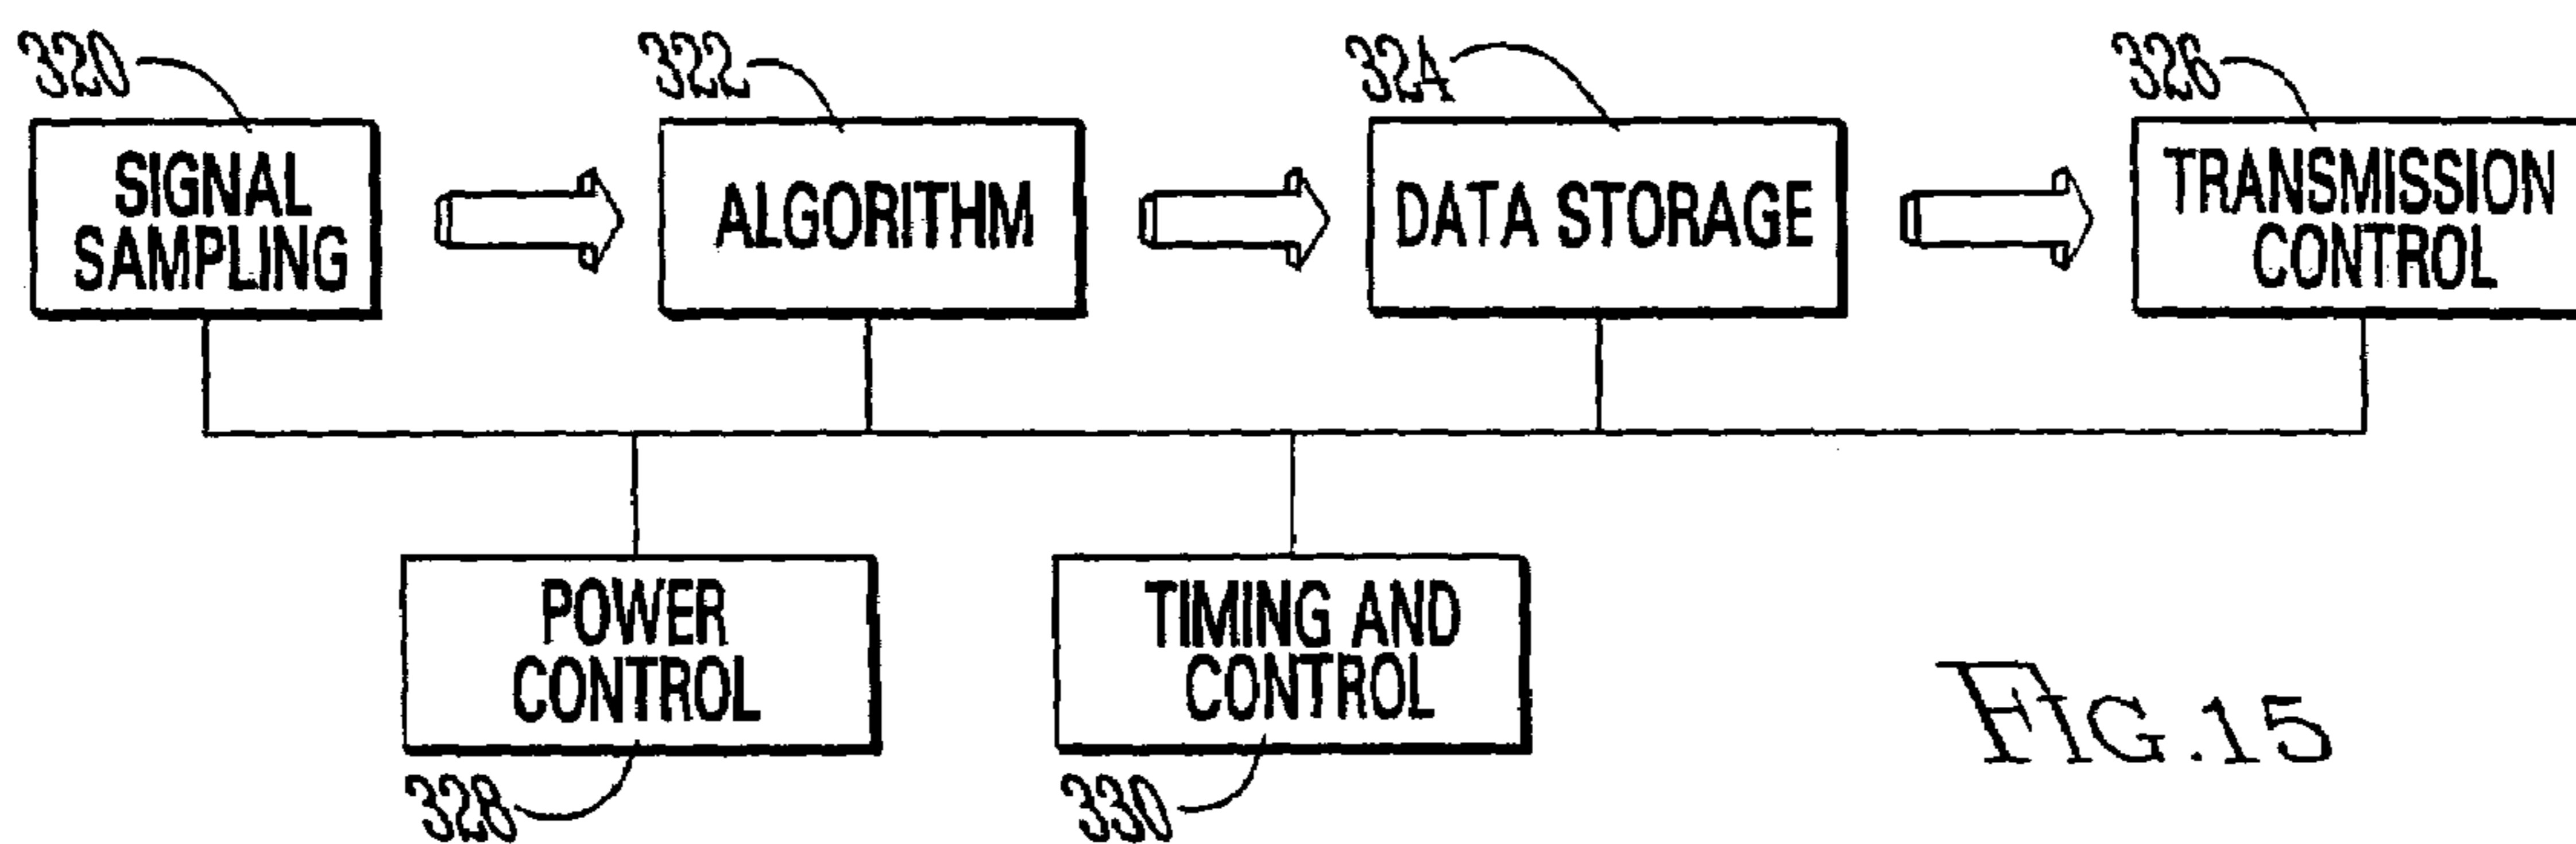 320
322
324
326
SIGNAL
SAMPLING
ALGORITHM
DATA STORAGE
TRANSMISSION
CONTROL
POWER
CONTROL
TIMING AND
CONTROL
328
330
FIG. 15